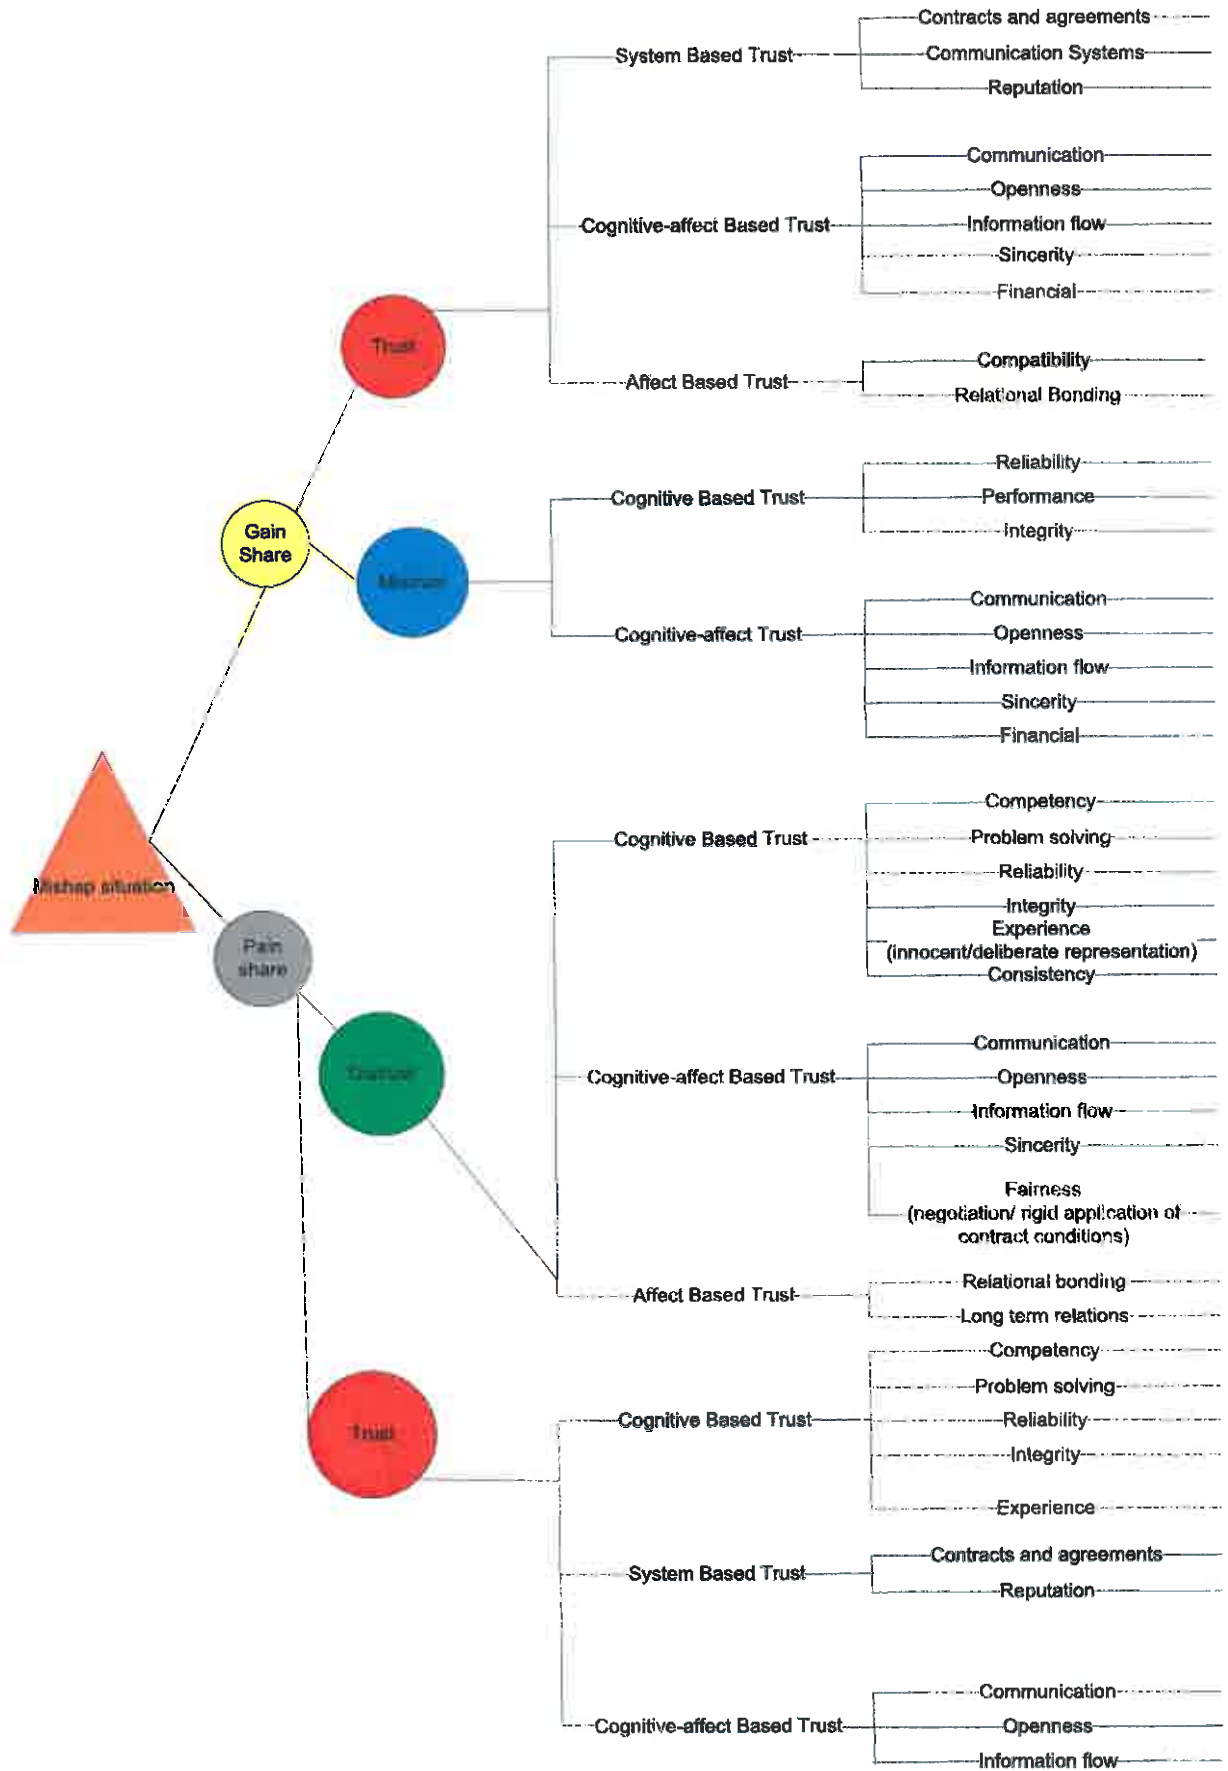 Contracts and agreements
System Based Trust
Communication Systems
Reputation
Communication
Openness
Cognitive-affect Based Trust
Information flow
Sincerity
Financial
Trust
Compatibility
Affect Based Trust
Relational Bonding
Reliability
Cognitive Based Trust
Performance
Integrity
Gain
Share
Communication
Cognitive-affect Trust
Openness
Information flow
Sincerity
Financial
Competency
Cognitive Based Trust
Problem solving
Reliability
Mishap situation
Integrity
Experience
(innocent/deliberate representation)
Consistency
Pain
share
Communication
Cognitive-affect Based Trust
Openness
Information flow
Sincerity
Fairness
(negotiation/ rigid application of
contract conditions)
Affect Based Trust
Relational bonding
Long term relations
Competency
Problem solving
Cognitive Based Trust
Reliability
Trust
Integrity
Experience
Contracts and agreements
System Based Trust
Reputation
Communication
Cognitive-affect Based Trust
Openness
Information flow